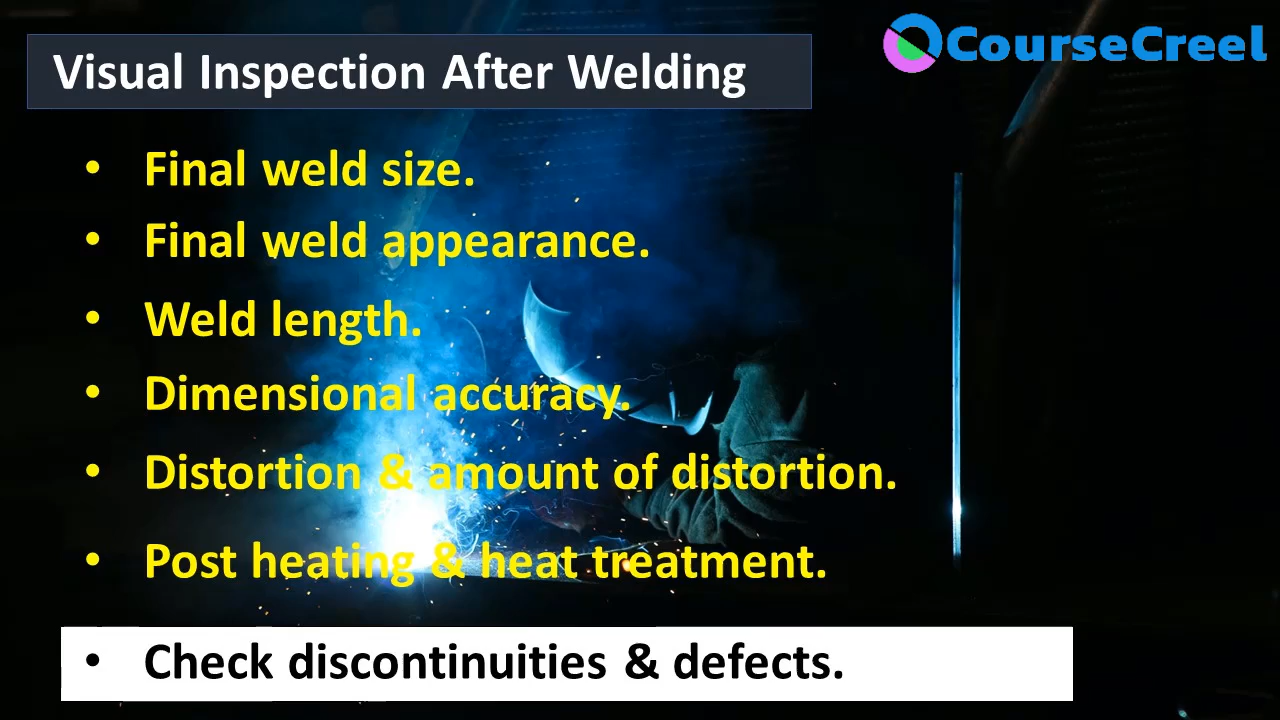 Visual Inspection After Welding
CourseCreel
• Final weld size.
• Final weld appearance.
• Weld length.
• Dimensional accuracy.
• Distortion & amount of distortion.
• Post heating & heat treatment.
• Check discontinuities & defects.